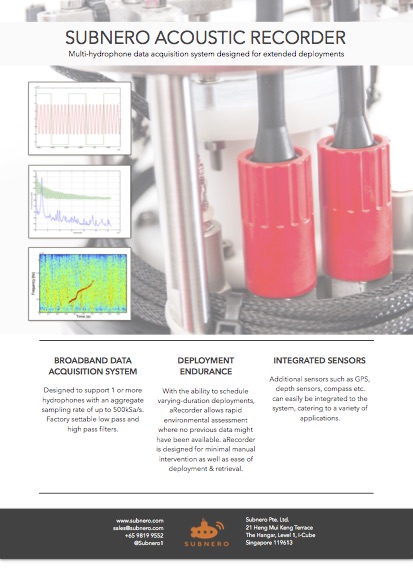 SUBNERO ACOUSTIC RECORDER
Multi-hydrophone data acquisition system designed for extended deployments
Frequency (Hz)
Time (s)
BROADBAND DATA
ACQUISITION SYSTEM
Designed to support 1 or more
hydrophones with an aggregate
sampling rate of up to 500kSa/s.
Factory settable low pass and
high pass filters.
DEPLOYMENT
ENDURANCE
With the ability to schedule
varying-duration deployments,
aRecorder allows rapid
environmental assessment
where no previous data might
have been available. aRecorder
is designed for minimal manual
intervention as well as ease of
deployment & retrieval.
INTEGRATED SENSORS
Additional sensors such as GPS,
depth sensors, compass etc.
can easily be integrated to the
system, catering to a variety of
applications.
www.subnero.com
sales@subnero.com
+65 9819 9552
@Subnero1
SUBNERO
Subnero Pte. Ltd.
21 Heng Mui Keng Terrace
The Hangar, Level 1, I-Cube
Singapore 119613